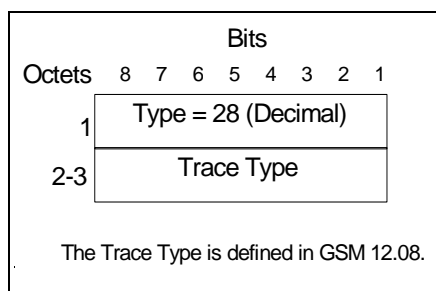 Bits
Octets 8 7 6 5 4 3 2 1
1 Type = 28 (Decimal)
2-3 Trace Type
The Trace Type is defined in GSM 12.08.
.